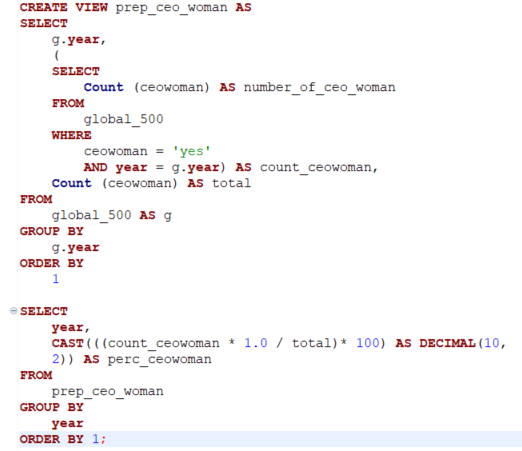 CREATE VIEW prep_ceo_woman AS
SELECT
g.year,
(
SELECT
Count (ceowoman) AS number_of_ceo_woman
FROM
global_500
WHERE
ceowoman = 'yes'
AND year = g.year) AS count_ceowoman,
Count (ceowoman) AS total
FROM
global_500 AS g
GROUP BY
g.year
ORDER BY
1
SELECT
year,
CAST(((count_ceowoman * 1.0 / total)* 100) AS DECIMAL(10,
2)) AS perc_ceowoman
FROM
prep_ceo_woman
GROUP BY
year
ORDER BY 1;